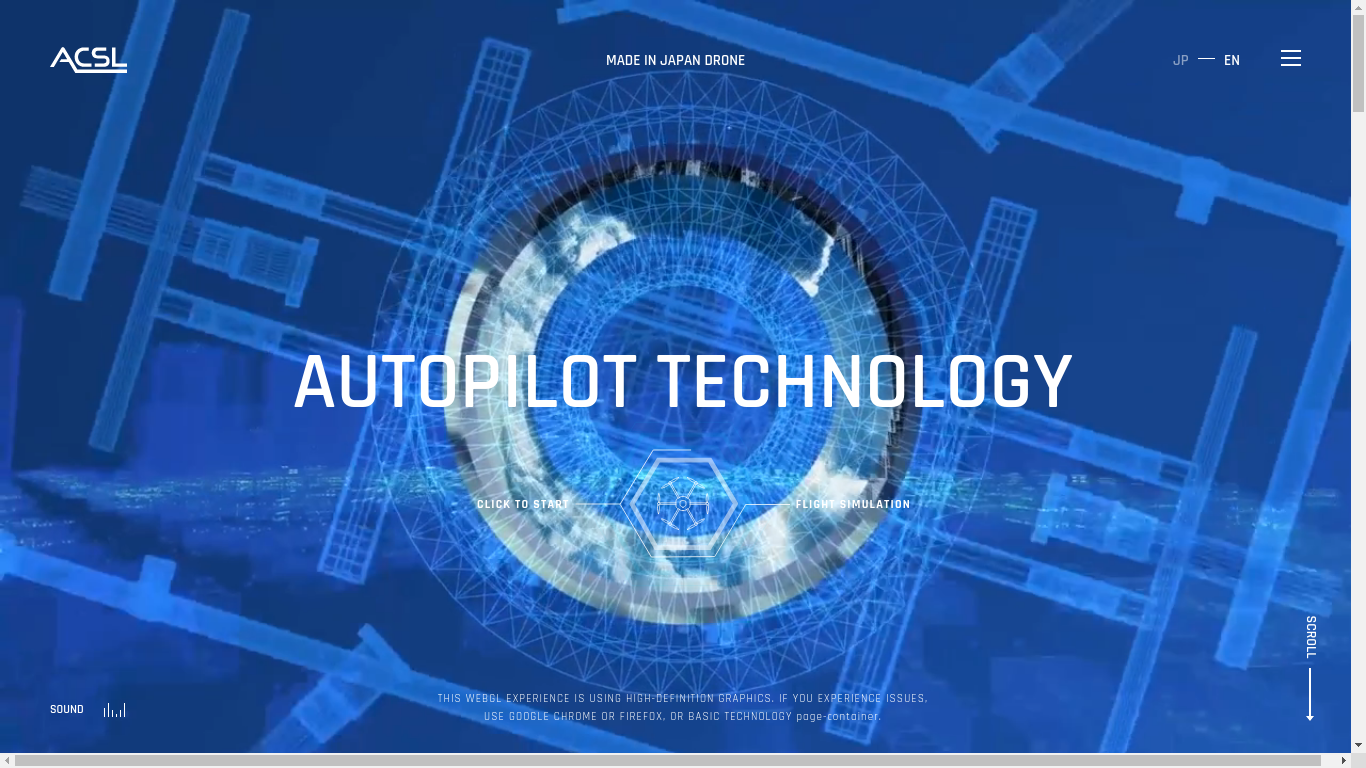 ACSL
MADE IN JAPAN DRONE
JP — EN
AUTOPILOT TECHNOLOGY
CLICK TO START
FLIGHT SIMULATION
SCROLL
THIS WEBGL EXPERIENCE IS USING HIGH-DEFINITION GRAPHICS. IF YOU EXPERIENCE ISSUES,
USE GOOGLE CHROME OR FIREFOX, OR BASIC TECHNOLOGY page-container.
SOUND